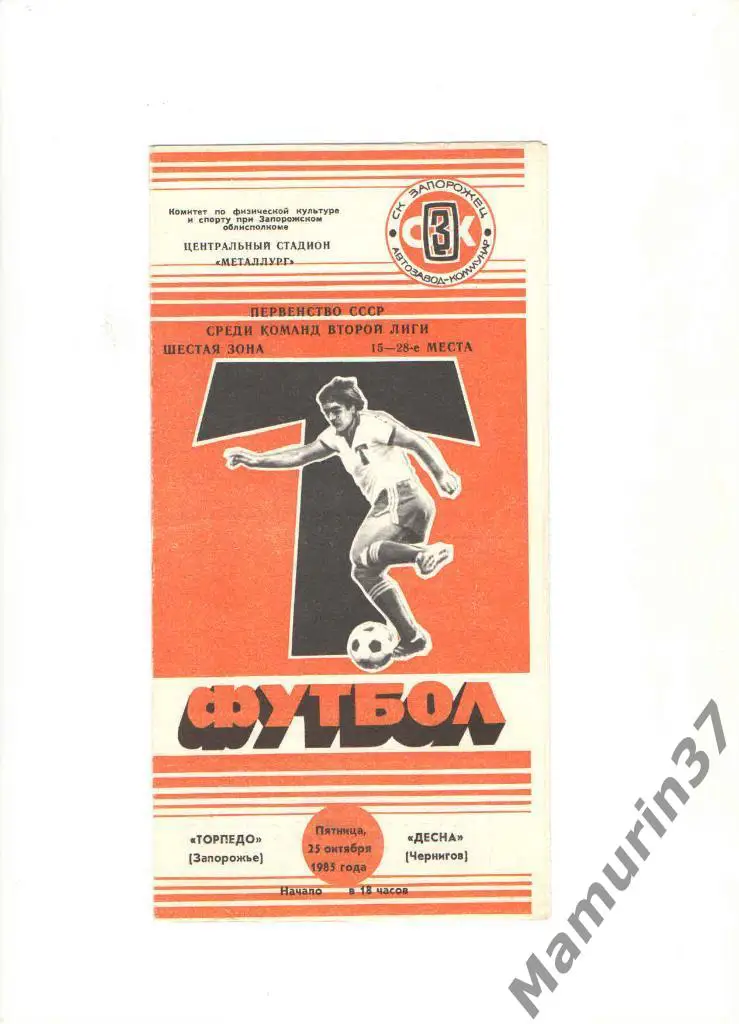 Комитет по физической культуре
и спорту при Запорожском
облисполкоме
ЦЕНТРАЛЬНЫЙ СТАДИОН
«МЕТАЛЛУРГ»
СК ЗАПОРОЖЕЦ
СЗК
АВТОЗАВОД-КОММУНАР
ПЕРВЕНСТВО СССР
СРЕДИ КОМАНД ВТОРОЙ ЛИГИ
ШЕСТАЯ ЗОНА 15—28-е МЕСТА
Т
ФУТБОЛ
«ТОРПЕДО»
(Запорожье)
Пятница,
25 октября
1985 года
«ДЕСНА»
(Чернигов)
Начало в 18 часов
Mamurin37